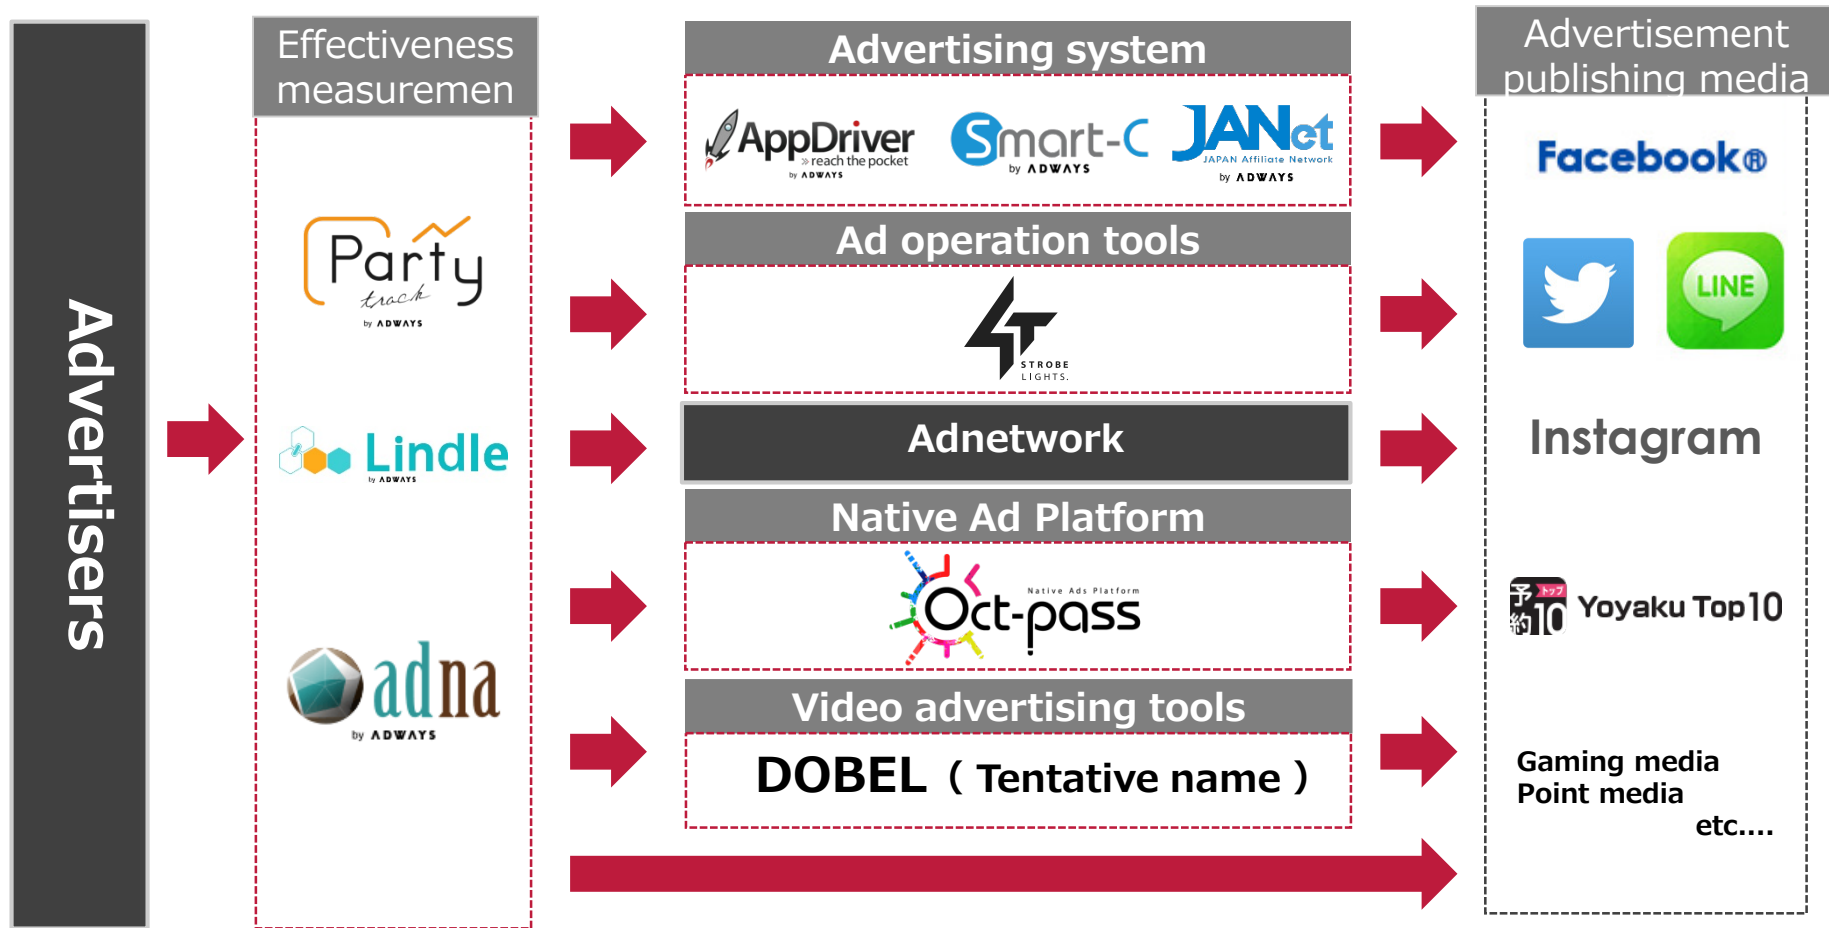 Advertisers
Effectiveness
measuremen
Party
track
by ADWAYS
Lindle
by ADWAYS
adna
by ADWAYS
Advertising system
AppDriver
» reach the pocket
by ADWAYS
Smart-C
by ADWAYS
JANet
JAPAN Affiliate Network
by ADWAYS
Ad operation tools
STROBE
LIGHTS.
Adnetwork
Native Ad Platform
Native Ads Platform
Oct-pass
Video advertising tools
DOBEL ( Tentative name )
Advertisement
publishing media
Facebook®
LINE
Instagram
予約
トップ
10
Yoyaku Top10
Gaming media
Point media
etc....